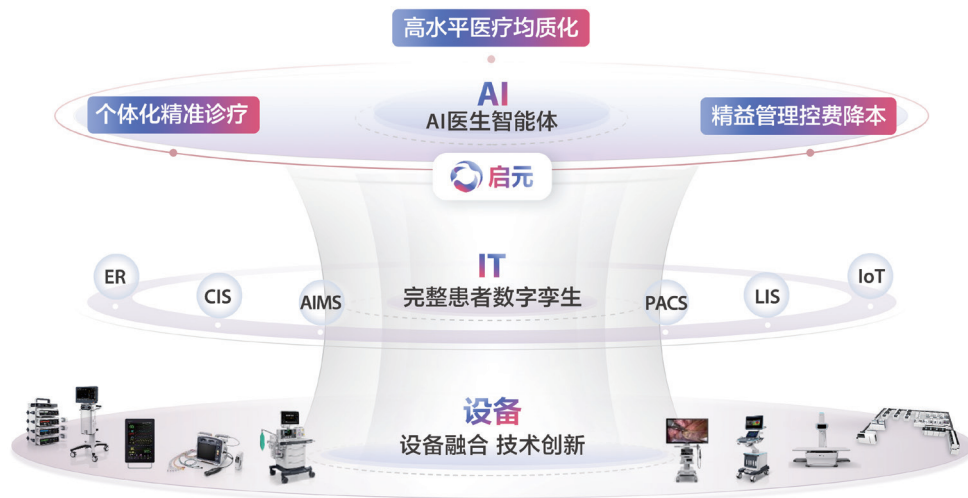 高水平医疗均质化
AI
AI医生智能体
个体化精准诊疗
精益管理控费降本
启元
ER
CIS
AIMS
IT
完整患者数字孪生
PACS
LIS
IoT
设备
设备融合 技术创新